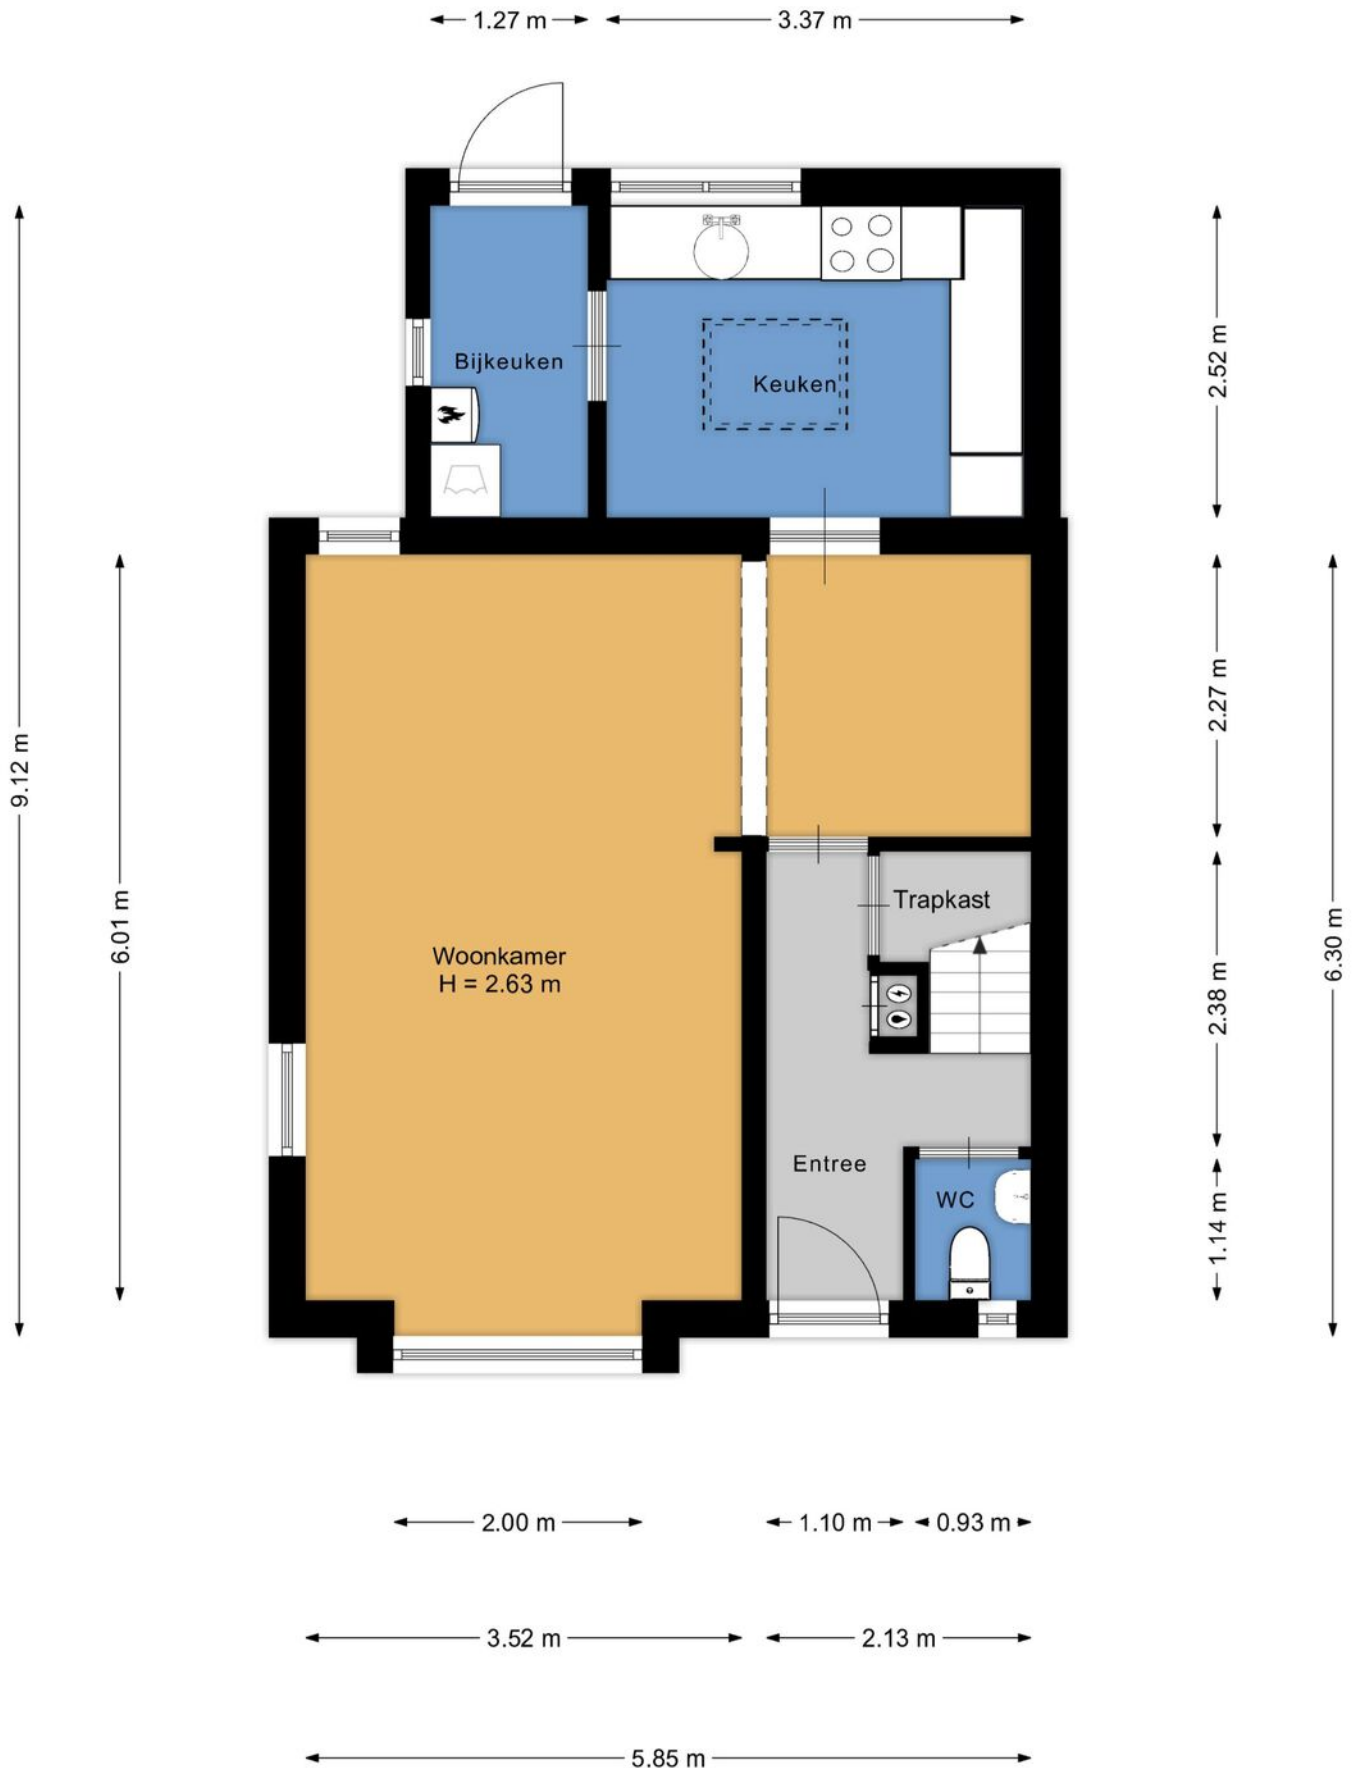 1.27 m
3.37 m
Bijkeuken
Keuken
2.52 m
2.27 m
9.12 m
6.01 m
Trapkast
Woonkamer
H = 2.63 m
2.38 m
6.30 m
Entree
WC
1.14 m
2.00 m
1.10 m
0.93 m
3.52 m
2.13 m
5.85 m